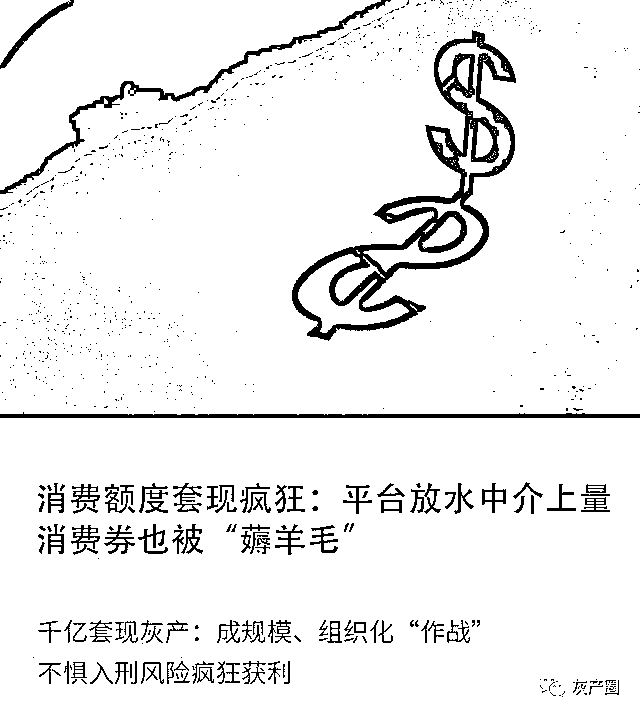 消费额度套现疯狂：平台放水中介上量
消费券也被“薅羊毛”
千亿套现灰产：成规模、组织化“作战”
不惧入刑风险疯狂获利
灰产圈